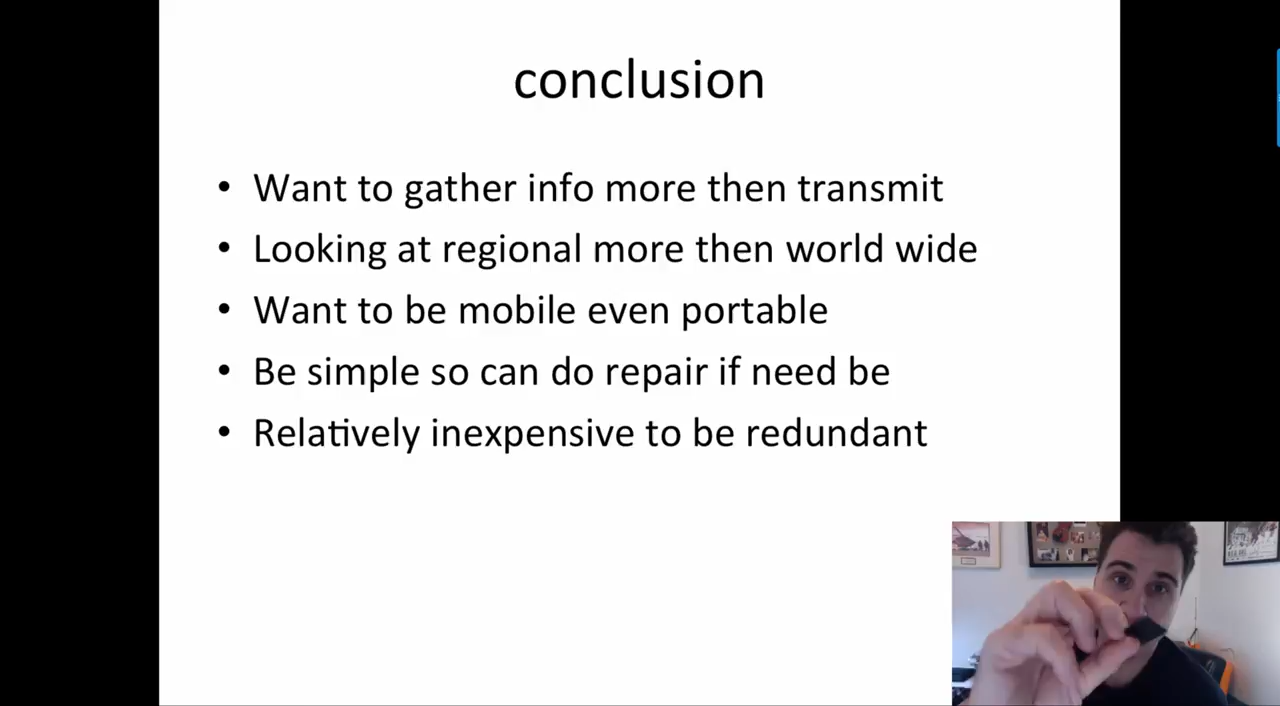 conclusion
• Want to gather info more then transmit
• Looking at regional more then world wide
• Want to be mobile even portable
• Be simple so can do repair if need be
• Relatively inexpensive to be redundant